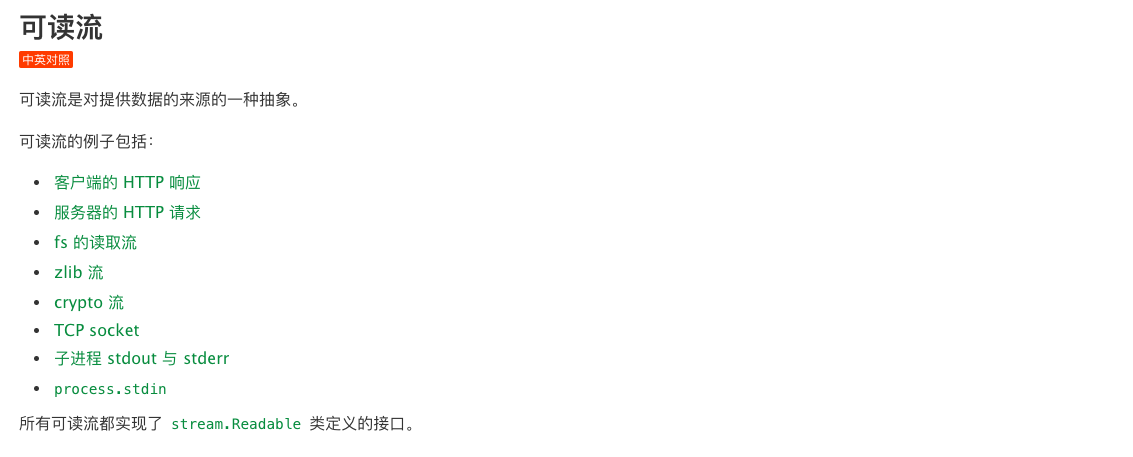 可读流
中英对照
可读流是对提供数据的来源的一种抽象。
可读流的例子包括：
客户端的 HTTP 响应
服务器的 HTTP 请求
fs 的读取流
zlib 流
crypto 流
TCP socket
子进程 stdout 与 stderr
process.stdin
所有可读流都实现了 stream.Readable 类定义的接口。